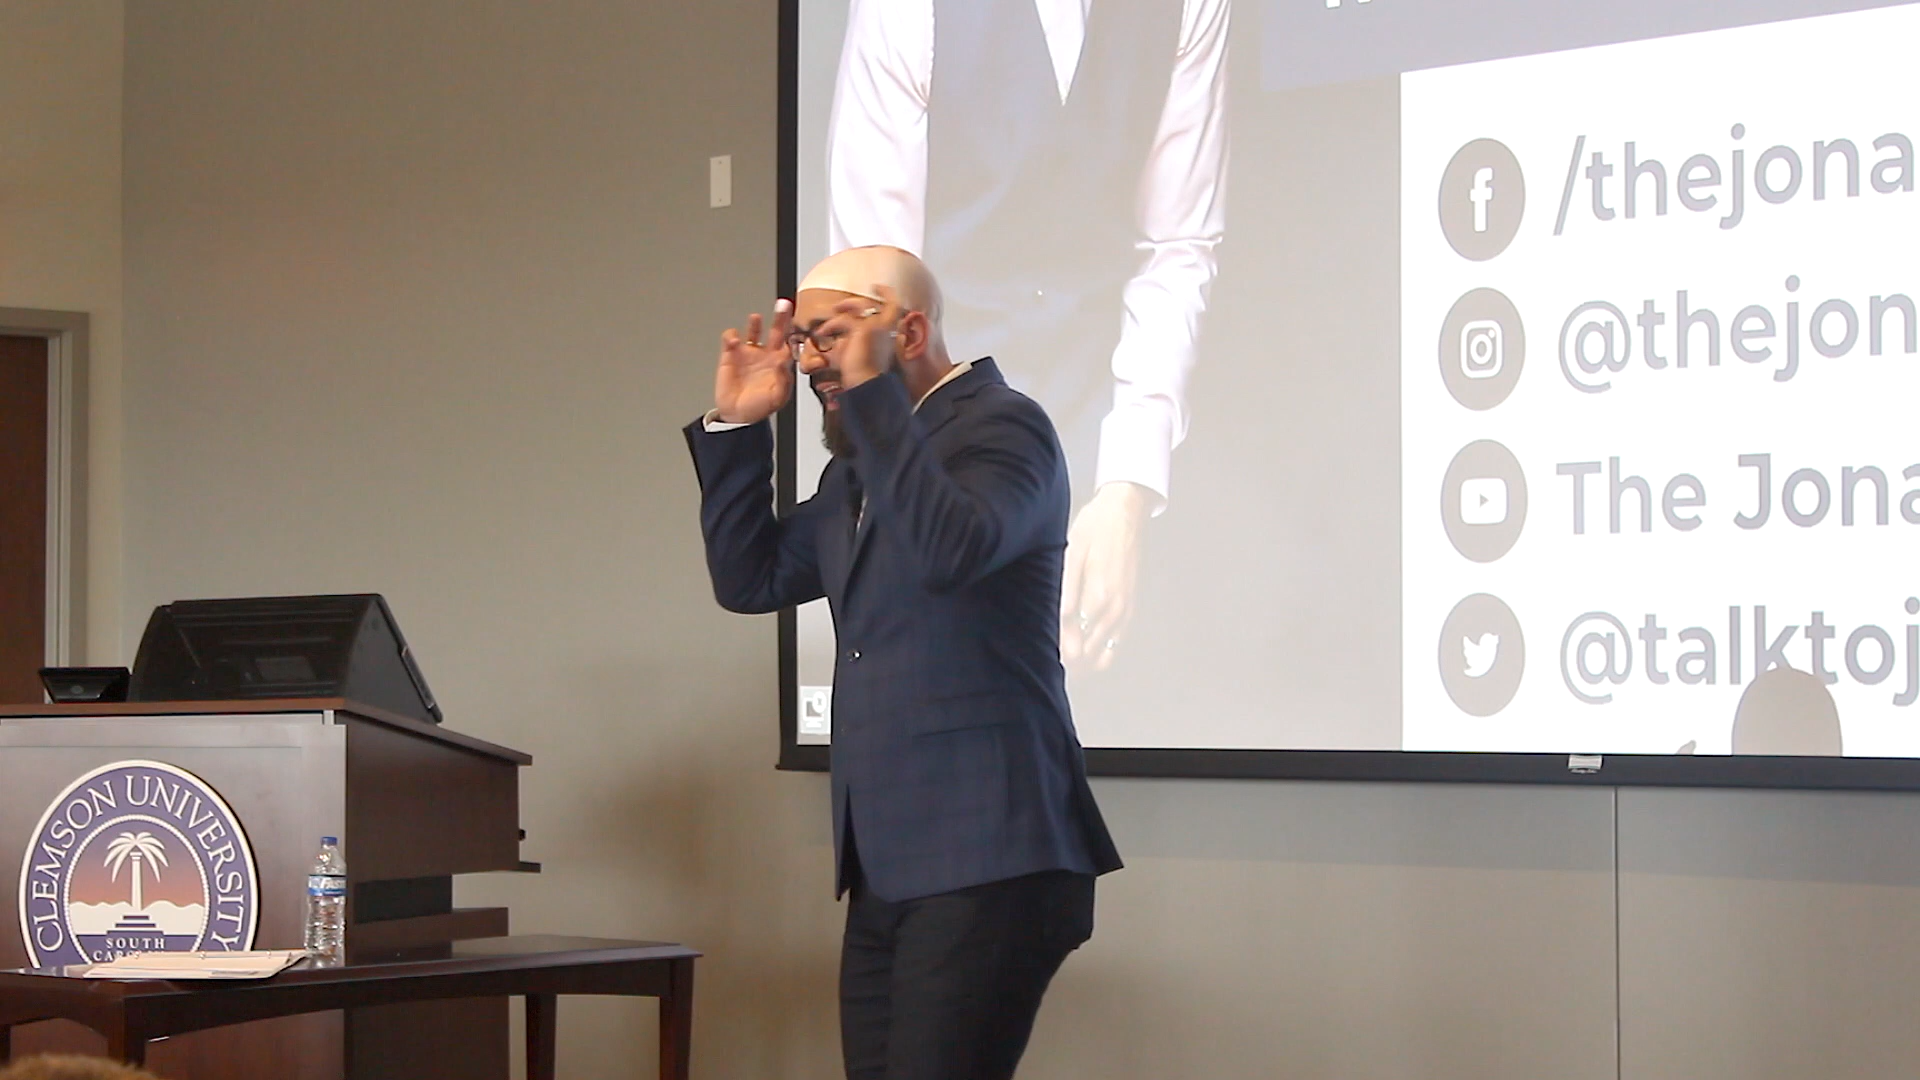 /thejona
@thejon
The Jona
@talktoj
CLEMSON UNIVERSITY
SOUTH